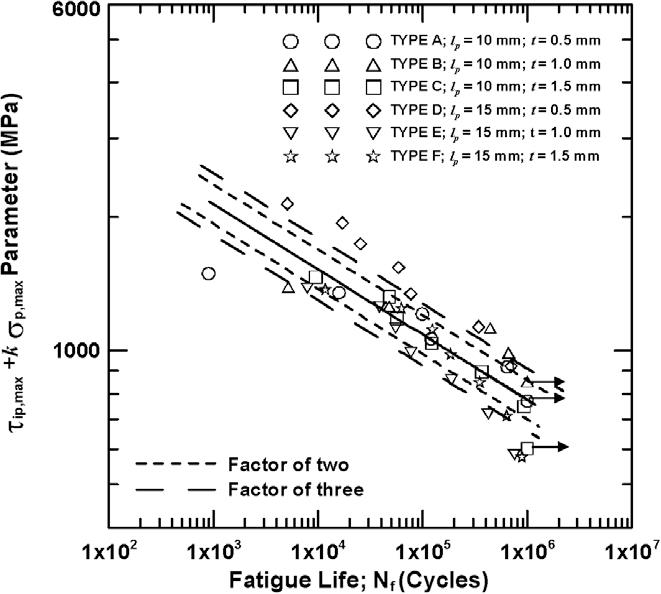 6000
TYPE A; lp = 10 mm; t = 0.5 mm
TYPE B; lp = 10 mm; t = 1.0 mm
TYPE C; lp = 10 mm; t = 1.5 mm
TYPE D; lp = 15 mm; t = 0.5 mm
TYPE E; lp = 15 mm; t = 1.0 mm
TYPE F; lp = 15 mm; t = 1.5 mm
τip,max +k σp,max Parameter (MPa)
1000
Factor of two
Factor of three
1x10² 1x10³ 1x10⁴ 1x10⁵ 1x10⁶ 1x10⁷
Fatigue Life; Nf (Cycles)